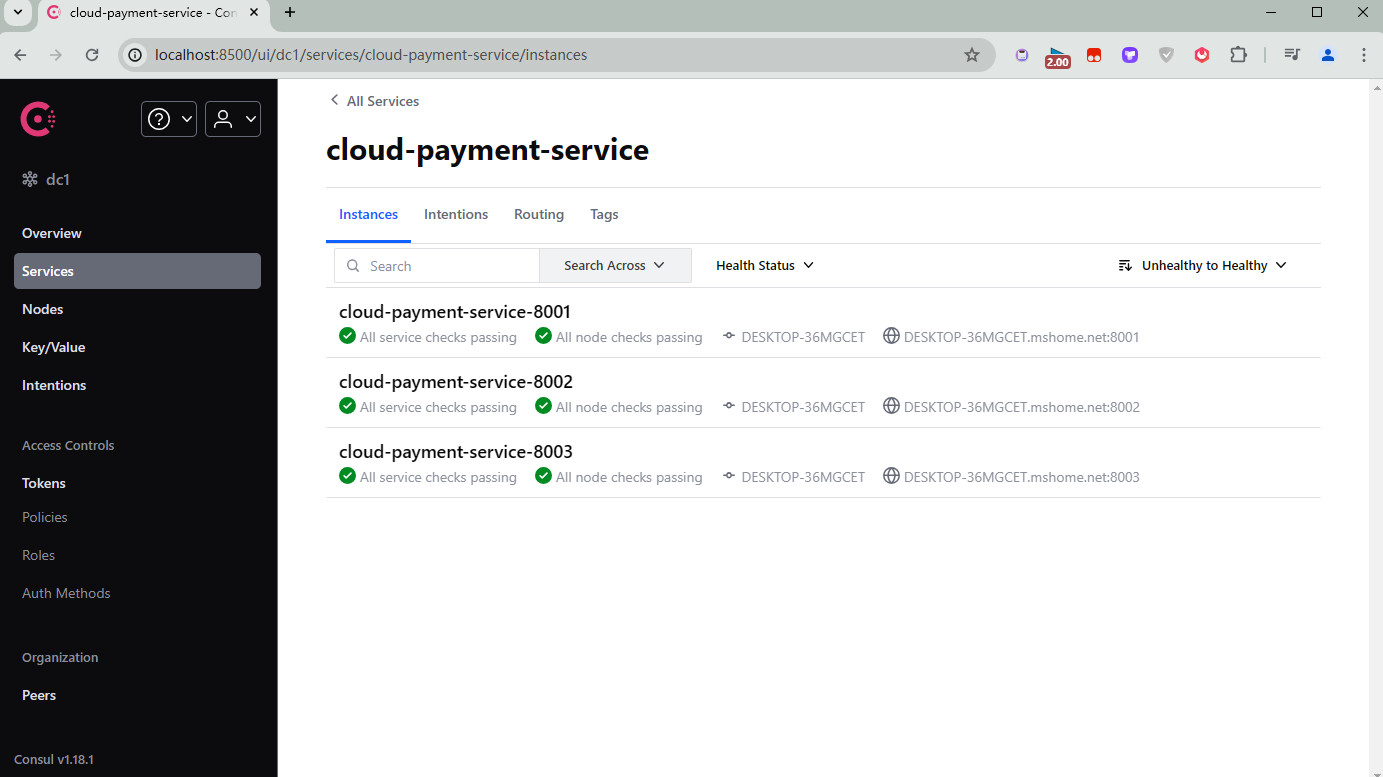 cloud-payment-service - Con
localhost:8500/ui/dc1/services/cloud-payment-service/instances
2.00
dc1
Overview
Services
Nodes
Key/Value
Intentions
Access Controls
Tokens
Policies
Roles
Auth Methods
Organization
Peers
Consul v1.18.1
All Services
cloud-payment-service
Instances Intentions Routing Tags
Search Search Across Health Status Unhealthy to Healthy
cloud-payment-service-8001
All service checks passing All node checks passing DESKTOP-36MGCET DESKTOP-36MGCET.mshome.net:8001
cloud-payment-service-8002
All service checks passing All node checks passing DESKTOP-36MGCET DESKTOP-36MGCET.mshome.net:8002
cloud-payment-service-8003
All service checks passing All node checks passing DESKTOP-36MGCET DESKTOP-36MGCET.mshome.net:8003